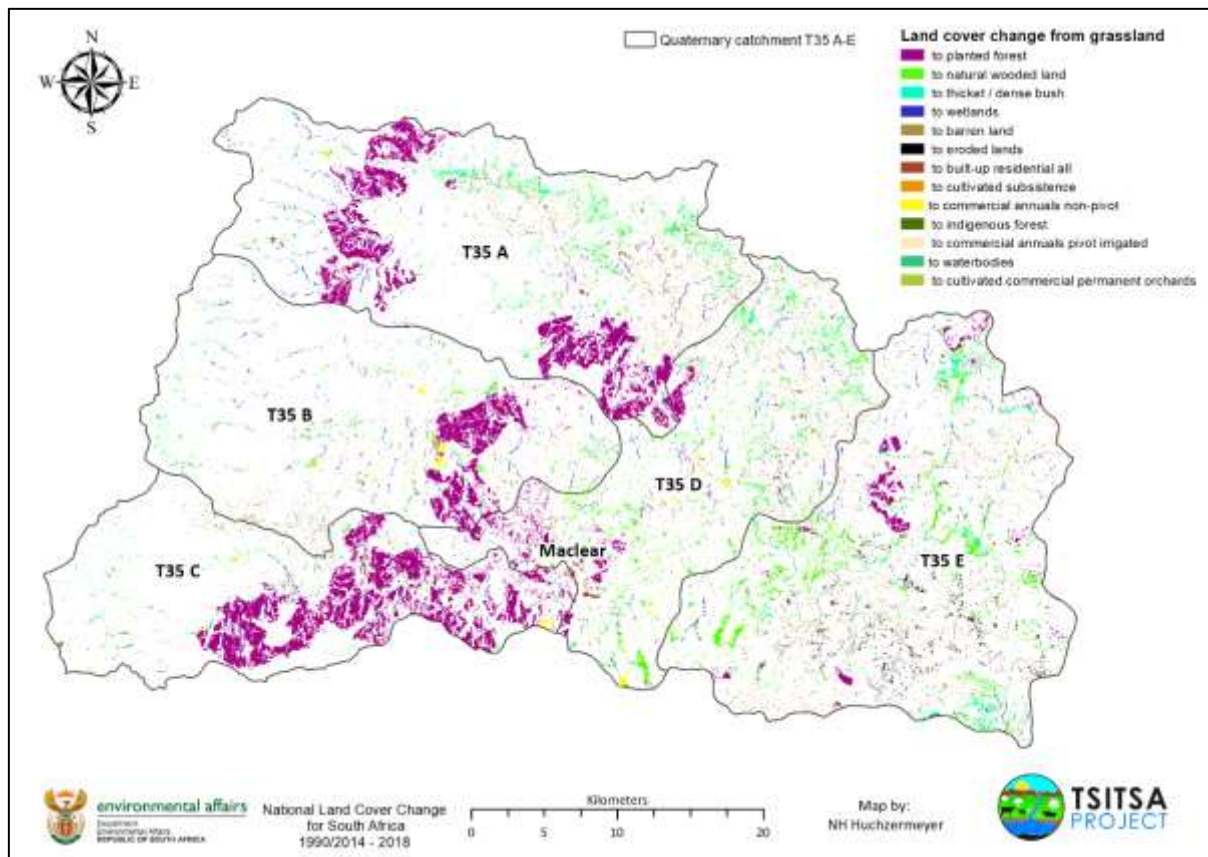 N
W E
S
Quaternary catchment T35 A-E
Land cover change from grassland
to planted forest
to natural wooded land
to thicket / dense bush
to wetlands
to barren land
to eroded lands
to built-up residential all
to cultivated subsistence
to commercial annuals non-pivot
to indigenous forest
to commercial annuals pivot irrigated
to waterbodies
to cultivated commercial permanent orchards
T35 A
T35 B
T35 D
Maclear
T35 C
T35 E
environmental affairs
Department
Environmental Affairs
REPUBLIC OF SOUTH AFRICA
National Land Cover Change
for South Africa
1990/2014 - 2018
Kilometers
0 5 10 20
Map by:
NH Huchzermeyer
TSITSA
PROJECT